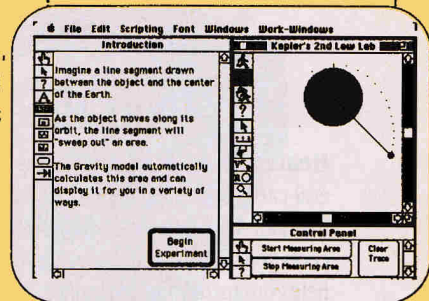 File Edit Scripting Font Windows Work-Windows
Introduction
Imagine a line segment drawn
between the object and the center
of the Earth.
As the object moves along its
orbit, the line segment will
"sweep out" an area.
The Gravity model automatically
calculates this area and can
display it for you in a variety of
ways.
Begin
Experiment
Kepler's 2nd Law Lab
Control Panel
Start Measuring Area
Stop Measuring Area
Clear
Trace